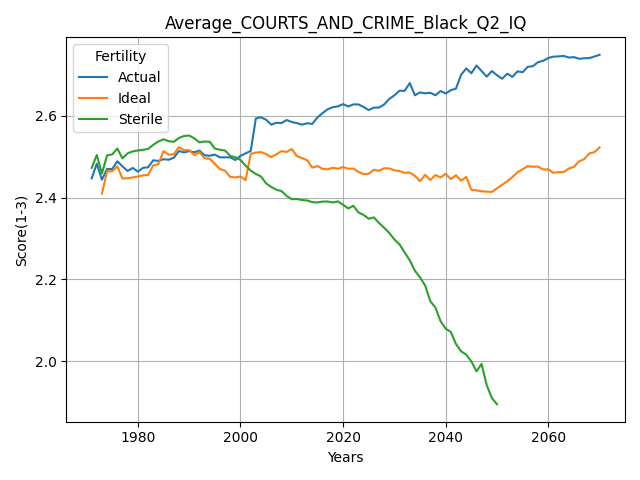 Average_COURTS_AND_CRIME_Black_Q2_IQ
Fertility
Actual
Ideal
Sterile
Score(1-3)
2.6
2.4
2.2
2.0
1980
2000
2020
2040
2060
Years